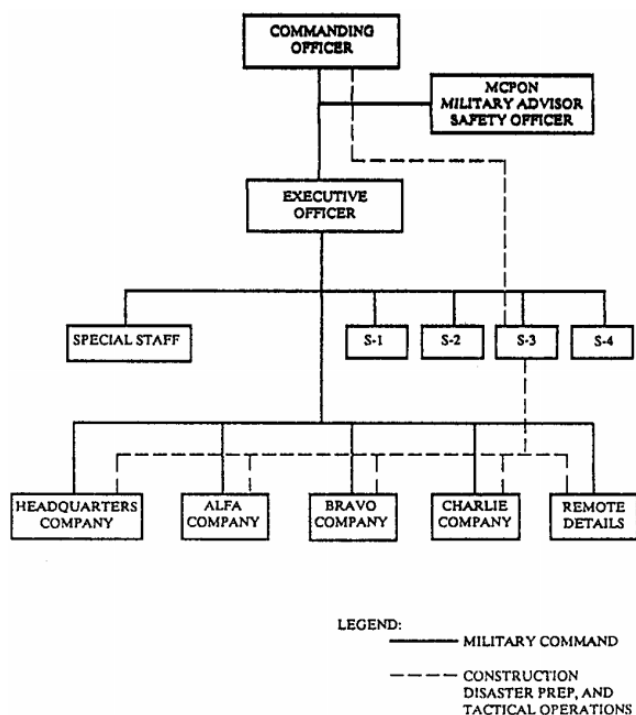 COMMANDING
OFFICER
MCPON
MILITARY ADVISOR
SAFETY OFFICER
EXECUTIVE
OFFICER
SPECIAL STAFF
S-1
S-2
S-3
S-4
HEADQUARTERS
COMPANY
ALFA
COMPANY
BRAVO
COMPANY
CHARLIE
COMPANY
REMOTE
DETAILS
LEGEND:
MILITARY COMMAND
CONSTRUCTION
DISASTER PREP, AND
TACTICAL OPERATIONS